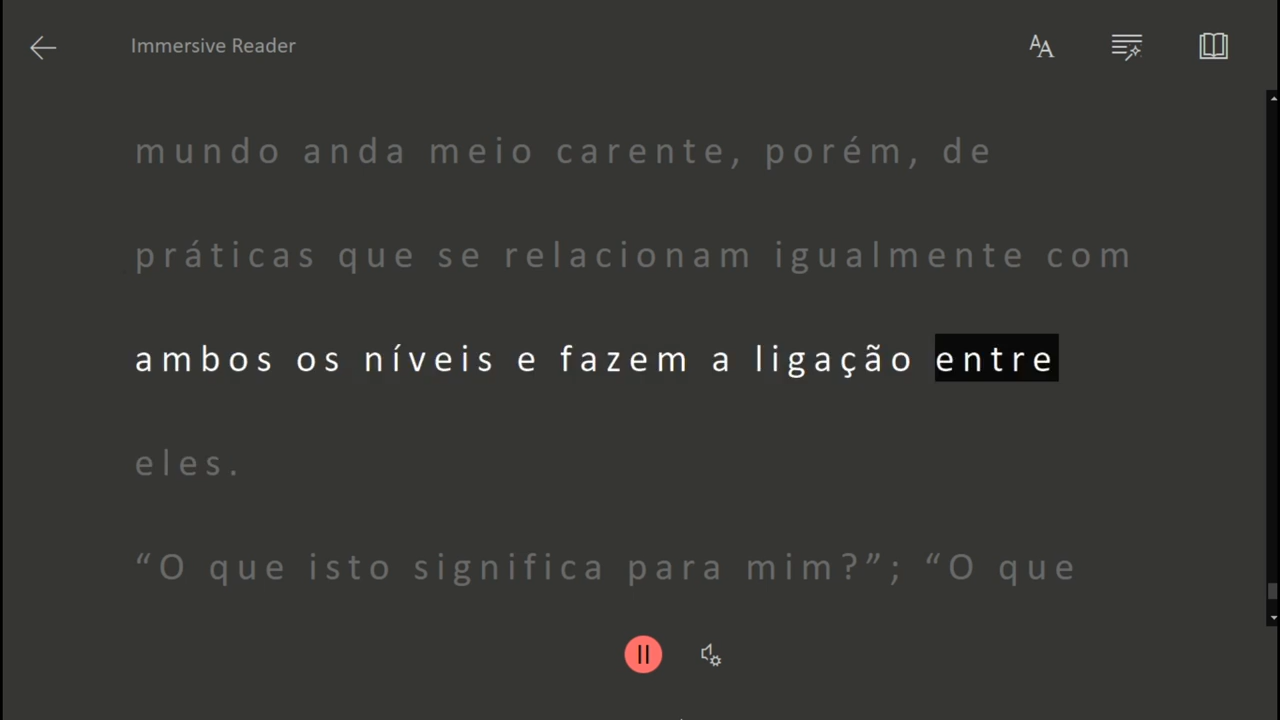 Immersive Reader
mundo anda meio carente, porém, de
práticas que se relacionam igualmente com
ambos os níveis e fazem a ligação entre
eles.
“O que isto significa para mim?”; “O que